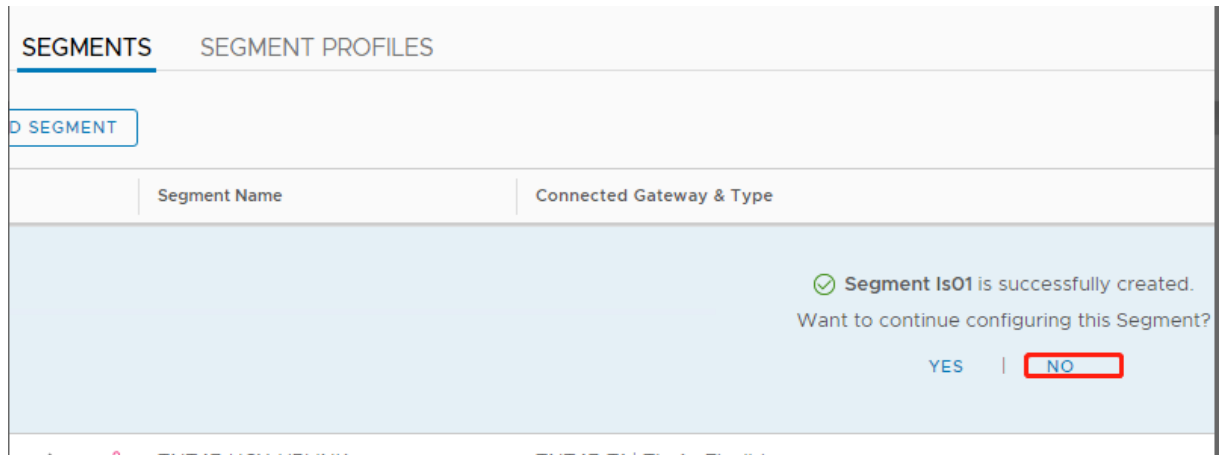 SEGMENTS SEGMENT PROFILES
D SEGMENT
Segment Name Connected Gateway & Type
Segment ls01 is successfully created.
Want to continue configuring this Segment?
YES | NO